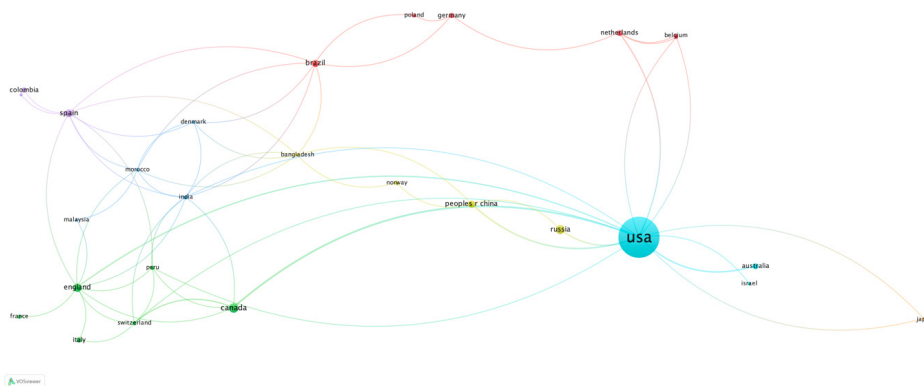 poland
germany
netherlands
belgium
brazil
colombia
spain
denmark
bangladesh
morocco
norway
india
peoples r china
malaysia
russia
usa
peru
australia
israel
england
canada
france
switzerland
italy
VOSviewer